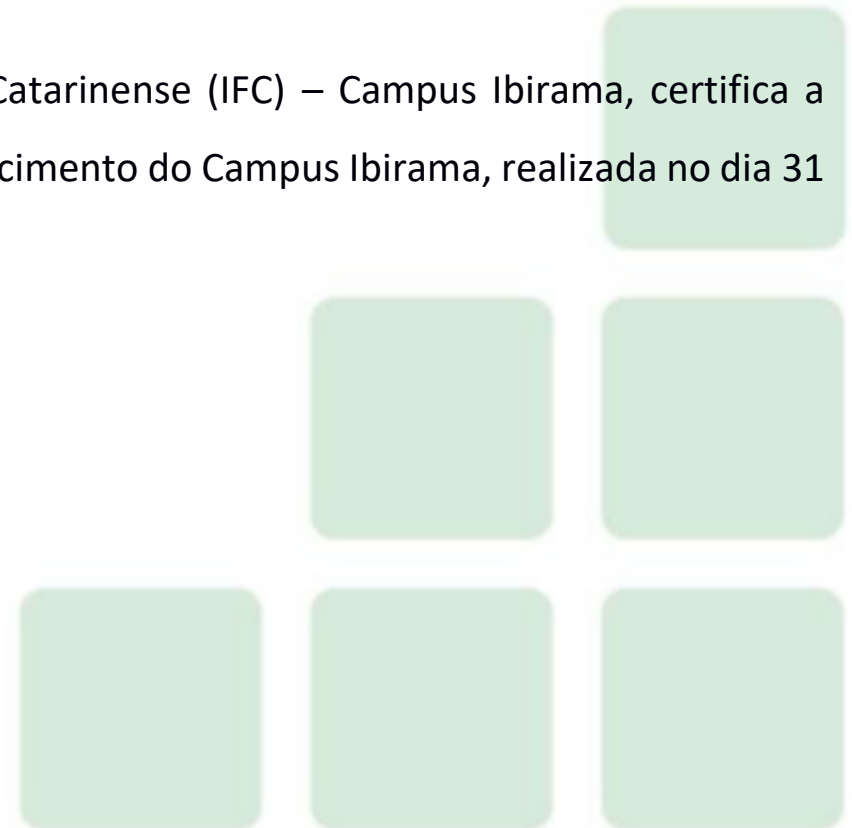 Catarinense (IFC) – Campus Ibirama, certifica a
cimento do Campus Ibirama, realizada no dia 31